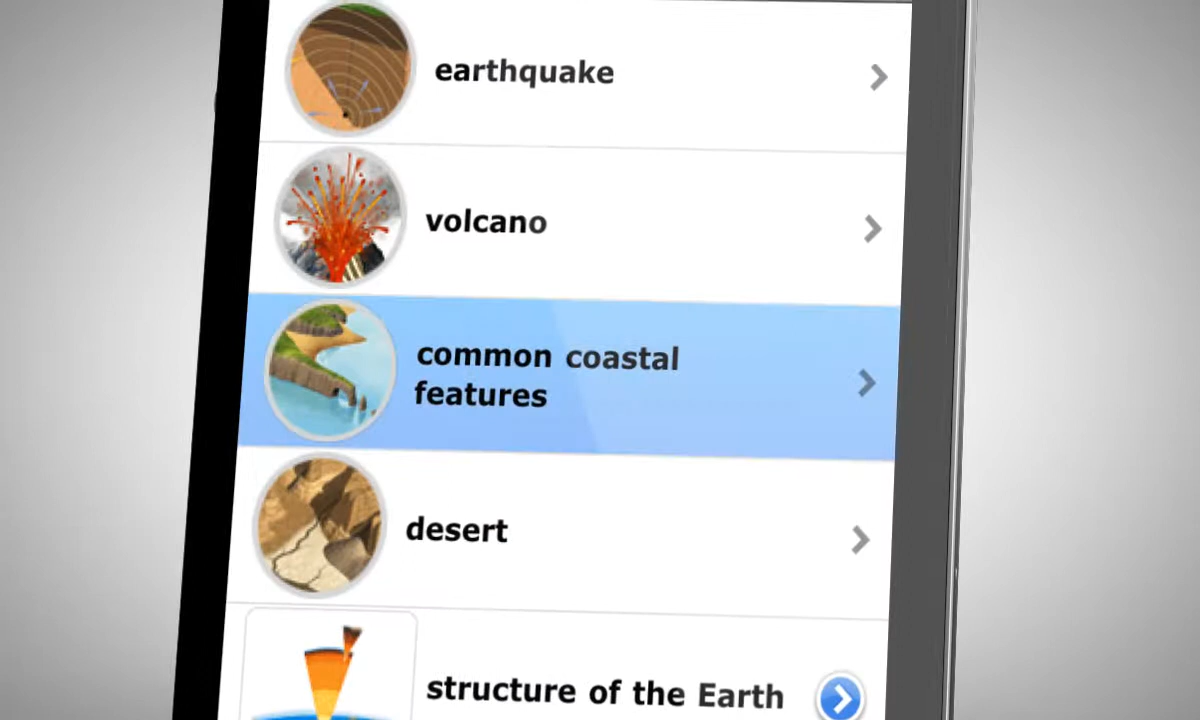 earthquake
volcano
common coastal
features
desert
structure of the Earth